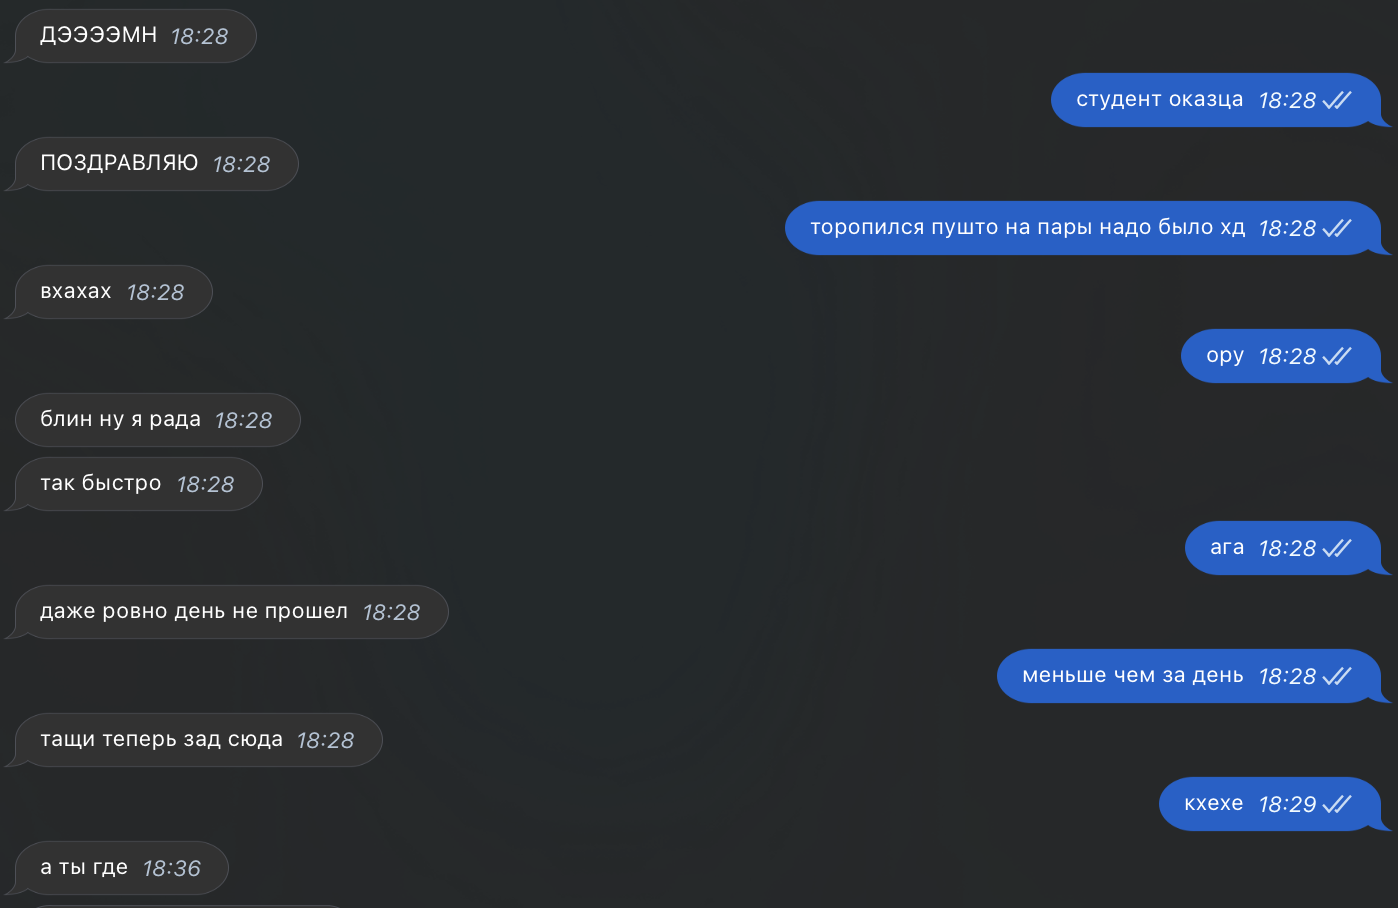 ДЭЭЭЭМН 18:28
студент оказца 18:28
ПОЗДРАВЛЯЮ 18:28
торопился пушто на пары надо было хд 18:28
вхахах 18:28
ору 18:28
блин ну я рада 18:28
так быстро 18:28
ага 18:28
даже ровно день не прошел 18:28
меньше чем за день 18:28
тащи теперь зад сюда 18:28
кхехе 18:29
а ты где 18:36